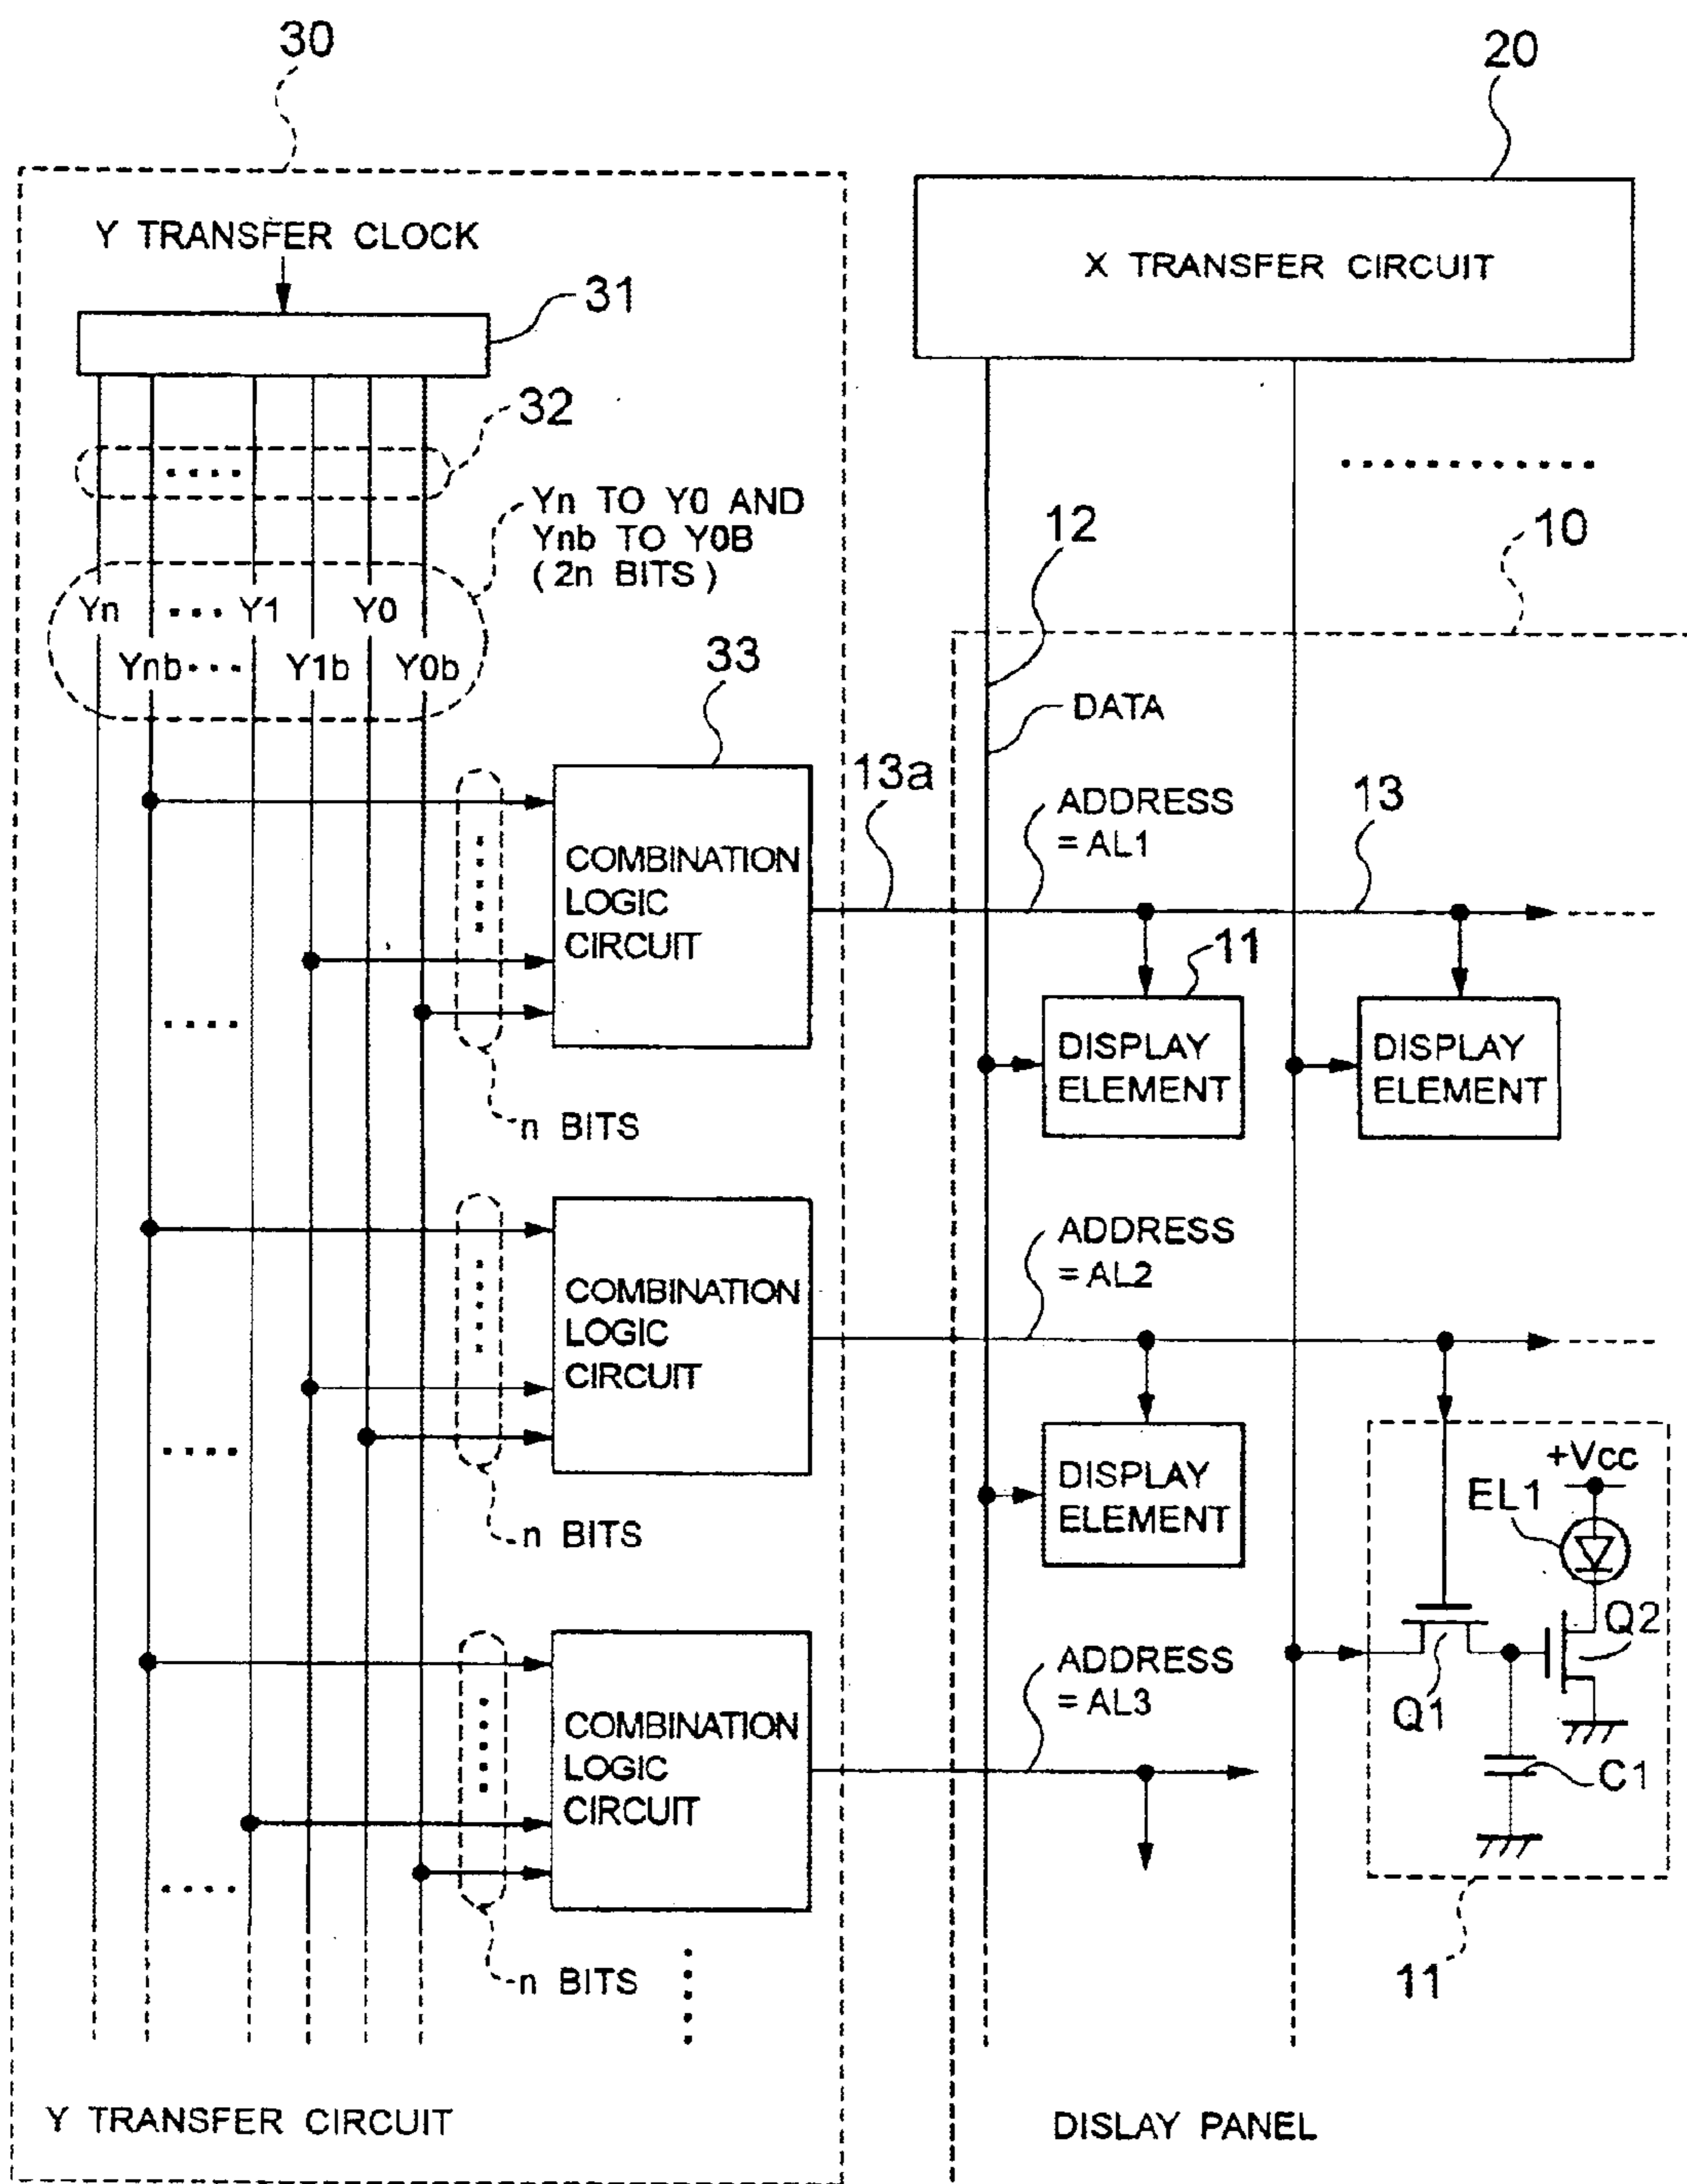 30
20
Y TRANSFER CLOCK
X TRANSFER CIRCUIT
31
32
Yn TO Y0 AND
Ynb TO Y0B
(2n BITS)
12
10
Yn
Y1
Y0
Ynb
Y1b
Y0b
33
DATA
13a
ADDRESS
=AL1
13
COMBINATION
LOGIC
CIRCUIT
11
DISPLAY
ELEMENT
DISPLAY
ELEMENT
n BITS
ADDRESS
=AL2
COMBINATION
LOGIC
CIRCUIT
DISPLAY
ELEMENT
+Vcc
EL1
n BITS
Q2
Q1
ADDRESS
=AL3
COMBINATION
LOGIC
CIRCUIT
C1
n BITS
11
Y TRANSFER CIRCUIT
DISLAY PANEL